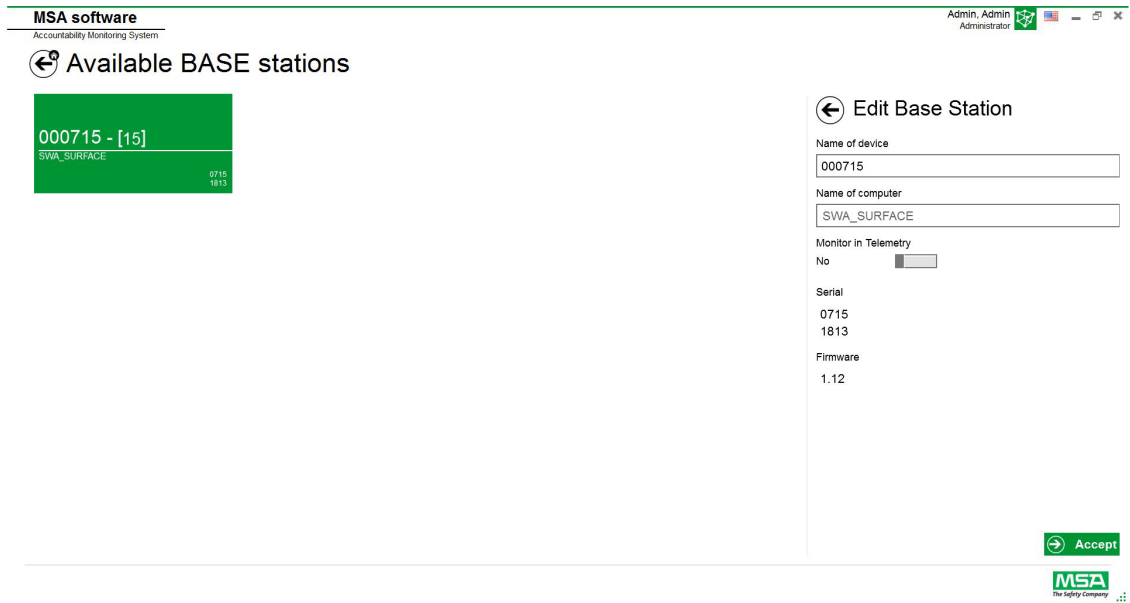 MSA software
Accountability Monitoring System
Admin, Admin
Administrator
Available BASE stations
000715 - [15]
SWA_SURFACE
0715
1813
Edit Base Station
Name of device
000715
Name of computer
SWA_SURFACE
Monitor in Telemetry
No
Serial
0715
1813
Firmware
1.12
Accept
MSA
The Safety Company